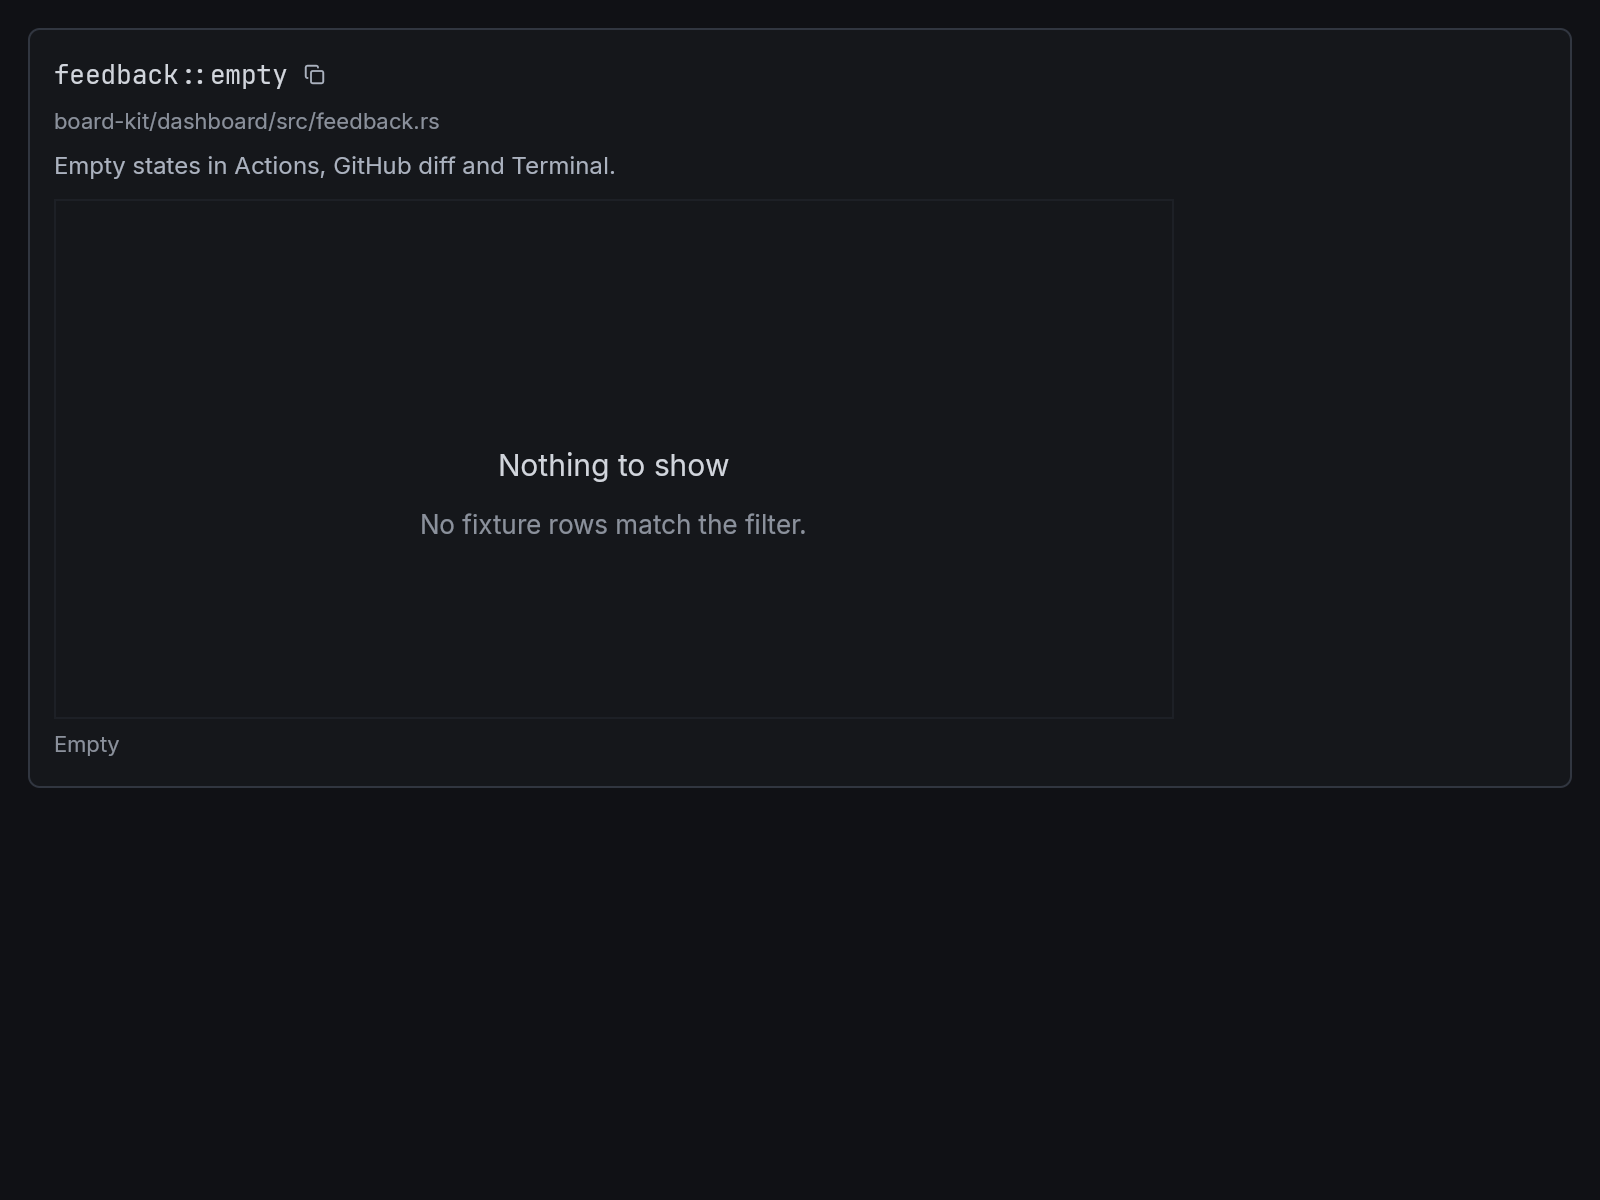 feedback::empty
board-kit/dashboard/src/feedback.rs
Empty states in Actions, GitHub diff and Terminal.
Nothing to show
No fixture rows match the filter.
Empty